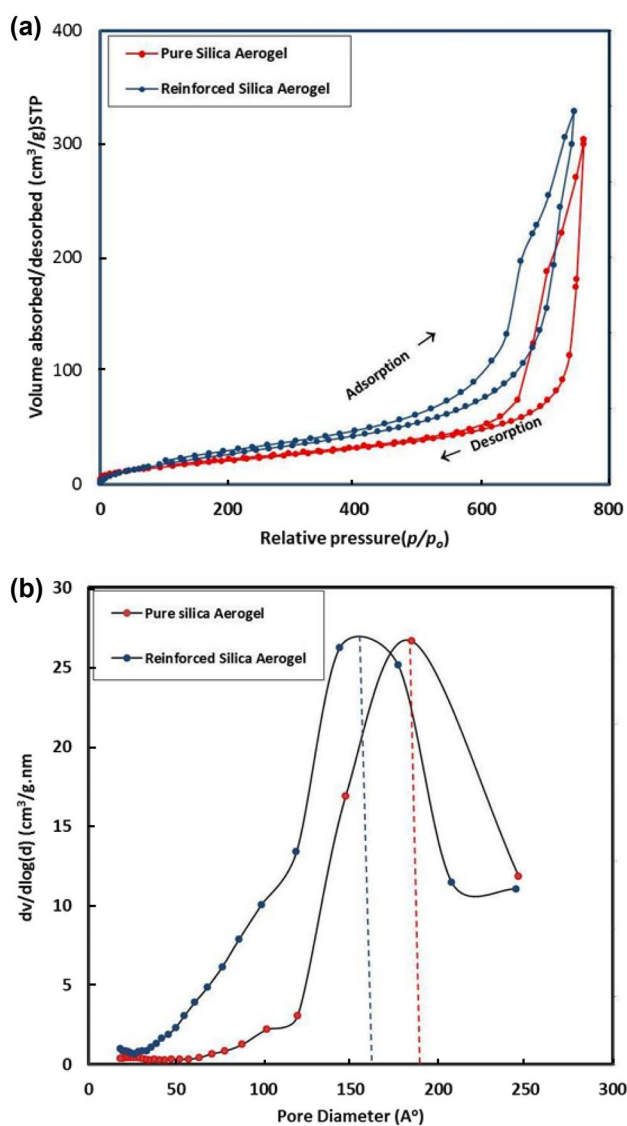 (a)
400
300
200
100
0
Volume absorbed/desorbed (cm³/g)STP
Pure Silica Aerogel
Reinforced Silica Aerogel
Adsorption →
← Desorption
0 200 400 600 800
Relative pressure(p/pₒ)
(b)
30
25
20
15
10
5
0
dv/dlog(d) (cm³/g.nm)
Pure silica Aerogel
Reinforced Silica Aerogel
0 50 100 150 200 250 300
Pore Diameter (Aº)